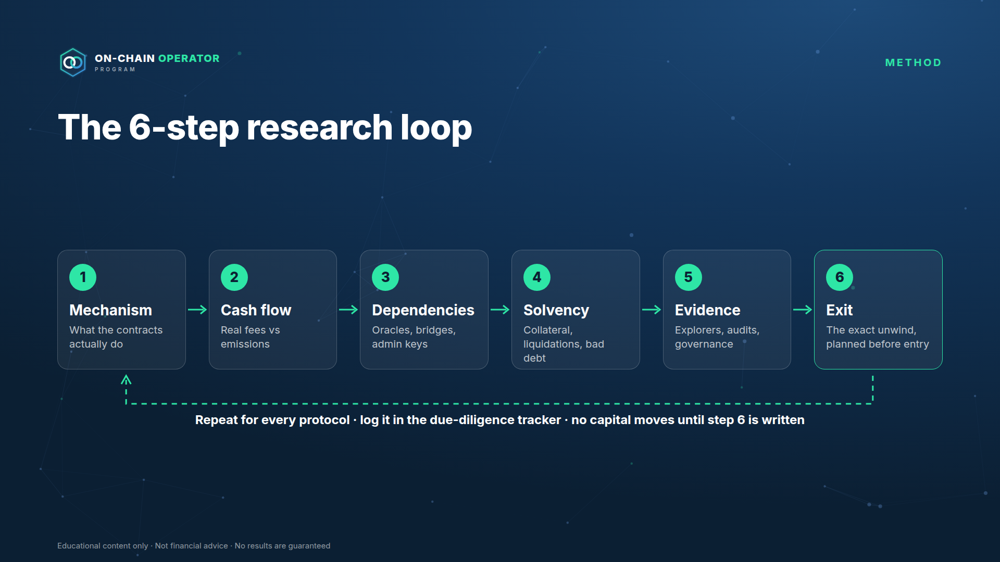 ON-CHAIN OPERATOR
PROGRAM
METHOD
The 6-step research loop
1
Mechanism
What the contracts
actually do
2
Cash flow
Real fees vs
emissions
3
Dependencies
Oracles, bridges,
admin keys
4
Solvency
Collateral,
liquidations, bad
debt
5
Evidence
Explorers, audits,
governance
6
Exit
The exact unwind,
planned before entry
Repeat for every protocol · log it in the due-diligence tracker · no capital moves until step 6 is written
Educational content only · Not financial advice · No results are guaranteed